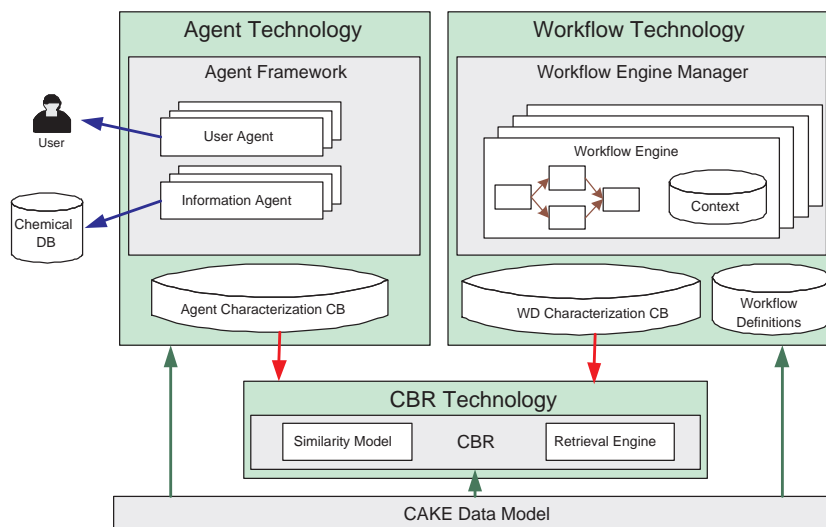 Agent Technology
Agent Framework
User Agent
Information Agent
User
Chemical
DB
Agent Characterization CB
Workflow Technology
Workflow Engine Manager
Workflow Engine
Context
WD Characterization CB
Workflow
Definitions
CBR Technology
Similarity Model
CBR
Retrieval Engine
CAKE Data Model